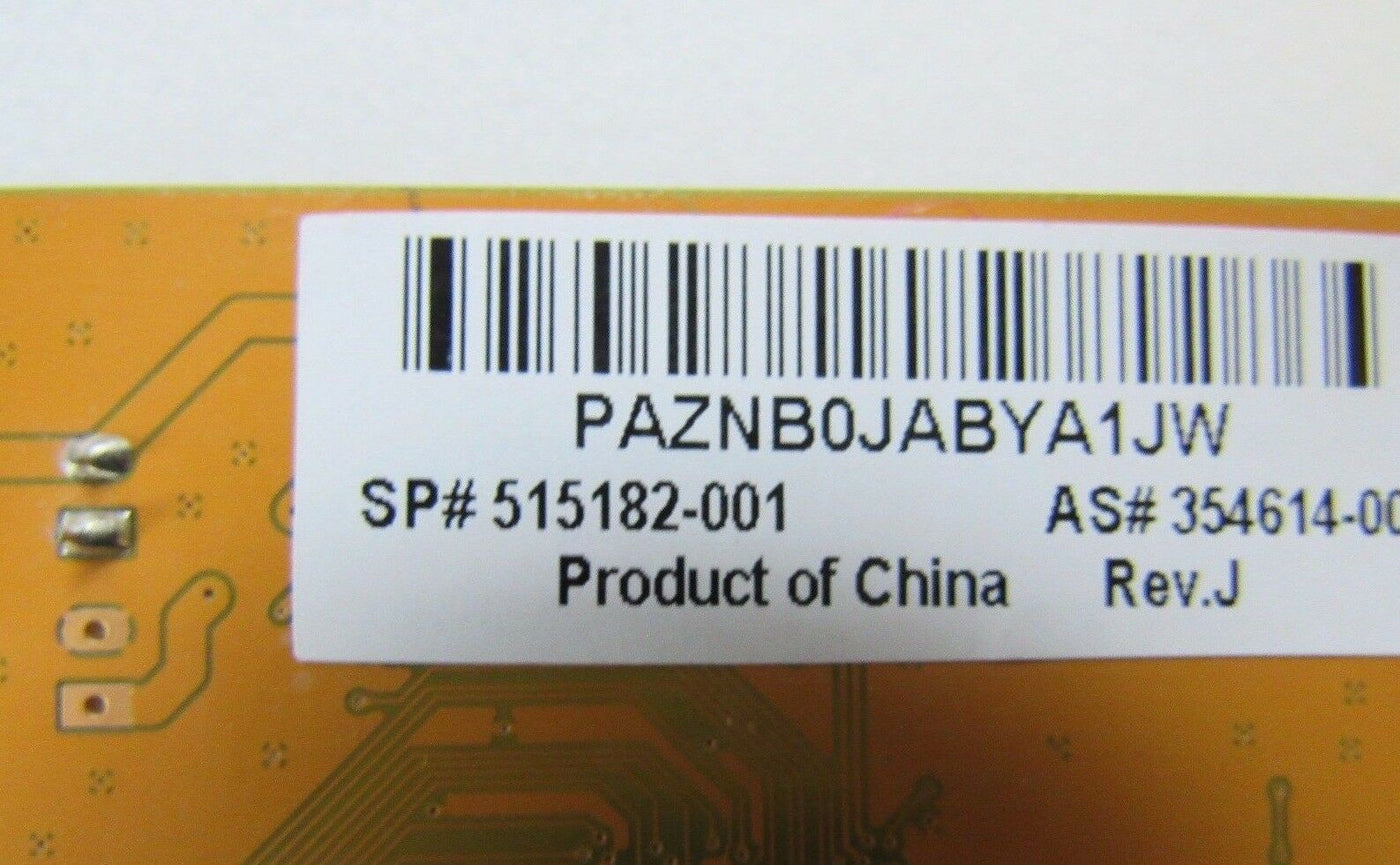 PAZNB0JABYA1JW
SP# 515182-001 AS# 354614-00
Product of China Rev.J